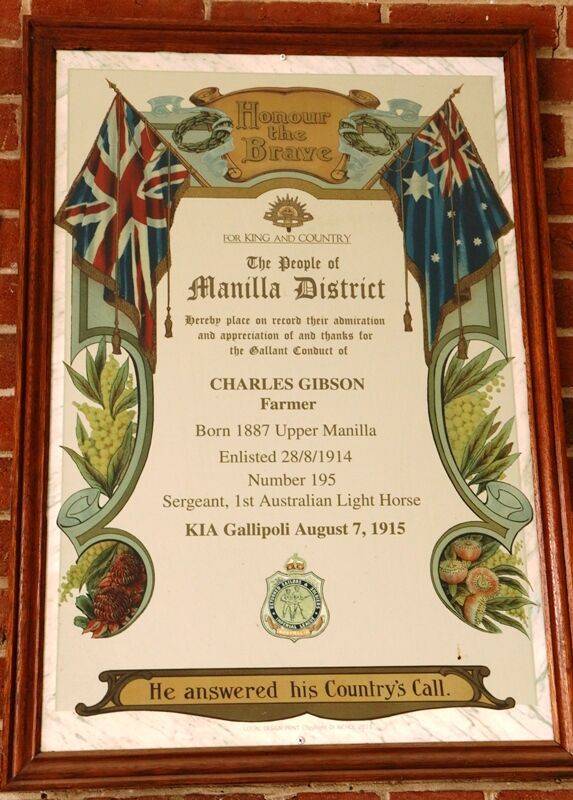 Honour
the
Brave
FOR KING AND COUNTRY
The People of
Manilla District
Hereby place on record their admiration
and appreciation of and thanks for
the Gallant Conduct of
CHARLES GIBSON
Farmer
Born 1887 Upper Manilla
Enlisted 28/8/1914
Number 195
Sergeant, 1st Australian Light Horse
KIA Gallipoli August 7, 1915
He answered his Country's Call.